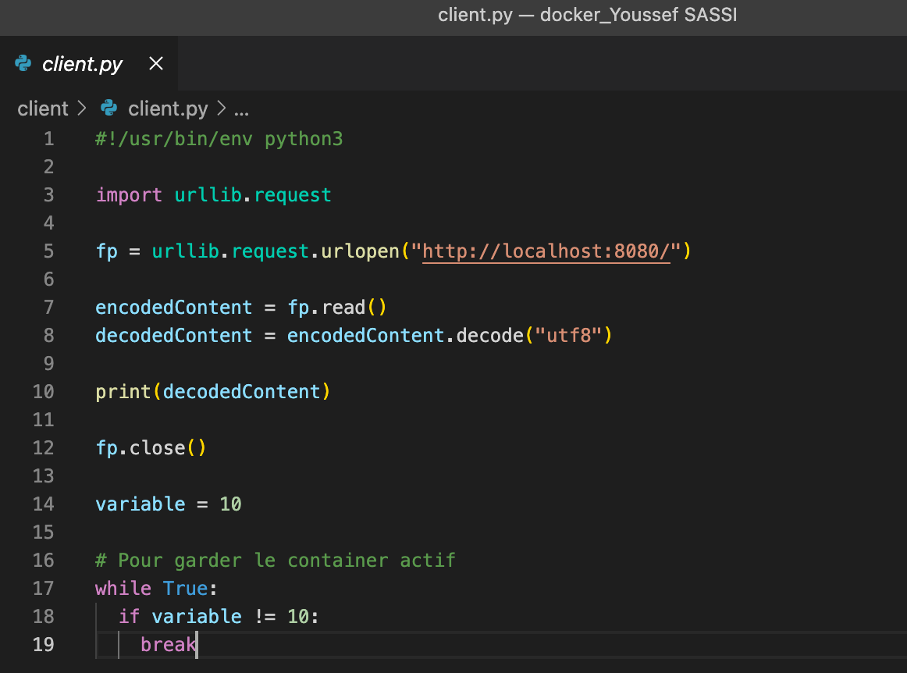 client.py — docker_Youssef SASSI
client.py ×
client > client.py > ...
1 #!/usr/bin/env python3
2
3 import urllib.request
4
5 fp = urllib.request.urlopen("http://localhost:8080/")
6
7 encodedContent = fp.read()
8 decodedContent = encodedContent.decode("utf8")
9
10 print(decodedContent)
11
12 fp.close()
13
14 variable = 10
15
16 # Pour garder le container actif
17 while True:
18   if variable != 10:
19     break